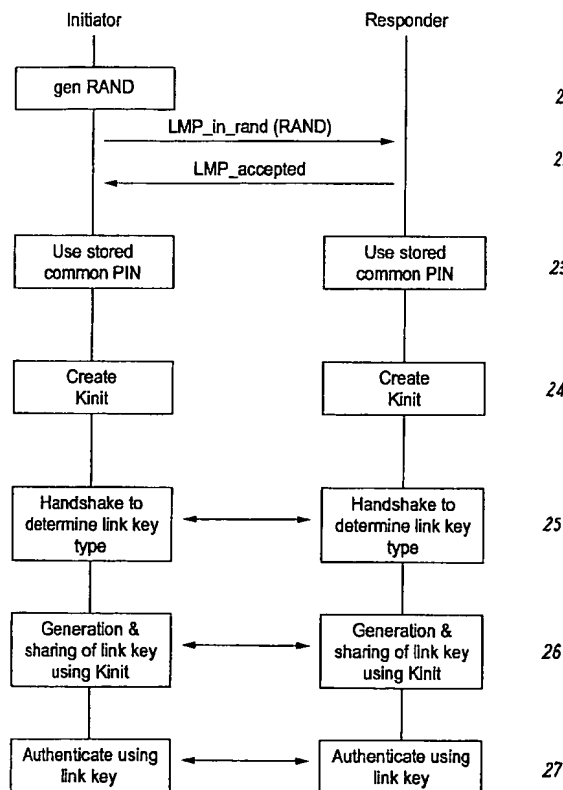 Initiator Responder
gen RAND
LMP_in_rand (RAND)
LMP_accepted
Use stored
common PIN
Use stored
common PIN
23
Create
Kinit
Create
Kinit
24
Handshake to
determine link key
type
Handshake to
determine link key
type
25
Generation &
sharing of link key
using Kinit
Generation &
sharing of link key
using Kinit
26
Authenticate using
link key
Authenticate using
link key
27